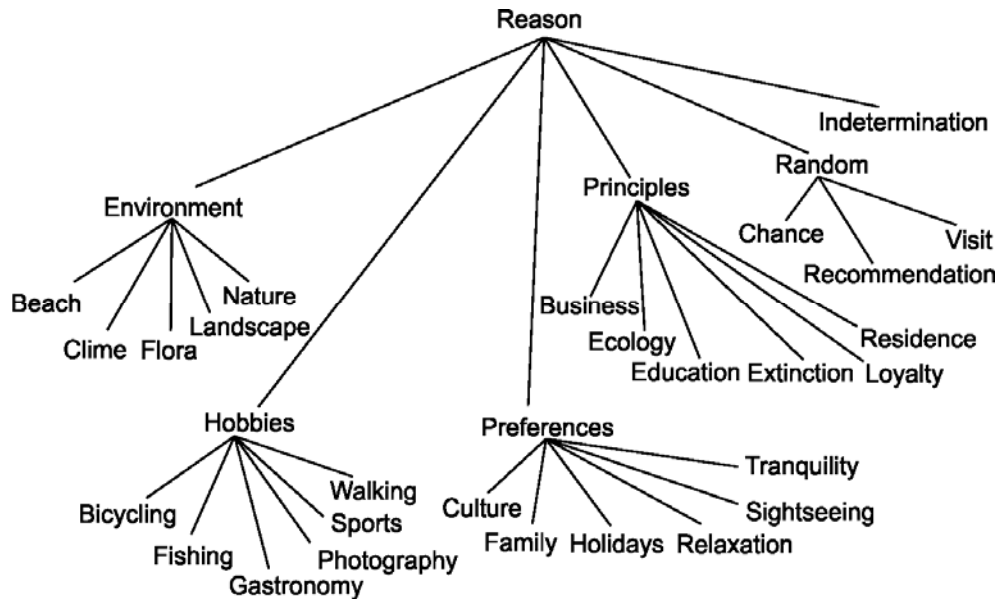 Reason
Indetermination
Random
Principles
Environment
Chance
Visit
Recommendation
Beach
Nature
Landscape
Clime
Flora
Business
Ecology
Education
Extinction
Loyalty
Residence
Hobbies
Preferences
Bicycling
Fishing
Gastronomy
Photography
Sports
Walking
Culture
Family
Holidays
Relaxation
Sightseeing
Tranquility